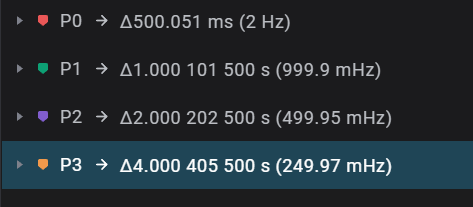 P0 → Δ500.051 ms (2 Hz)
P1 → Δ1.000 101 500 s (999.9 mHz)
P2 → Δ2.000 202 500 s (499.95 mHz)
P3 → Δ4.000 405 500 s (249.97 mHz)